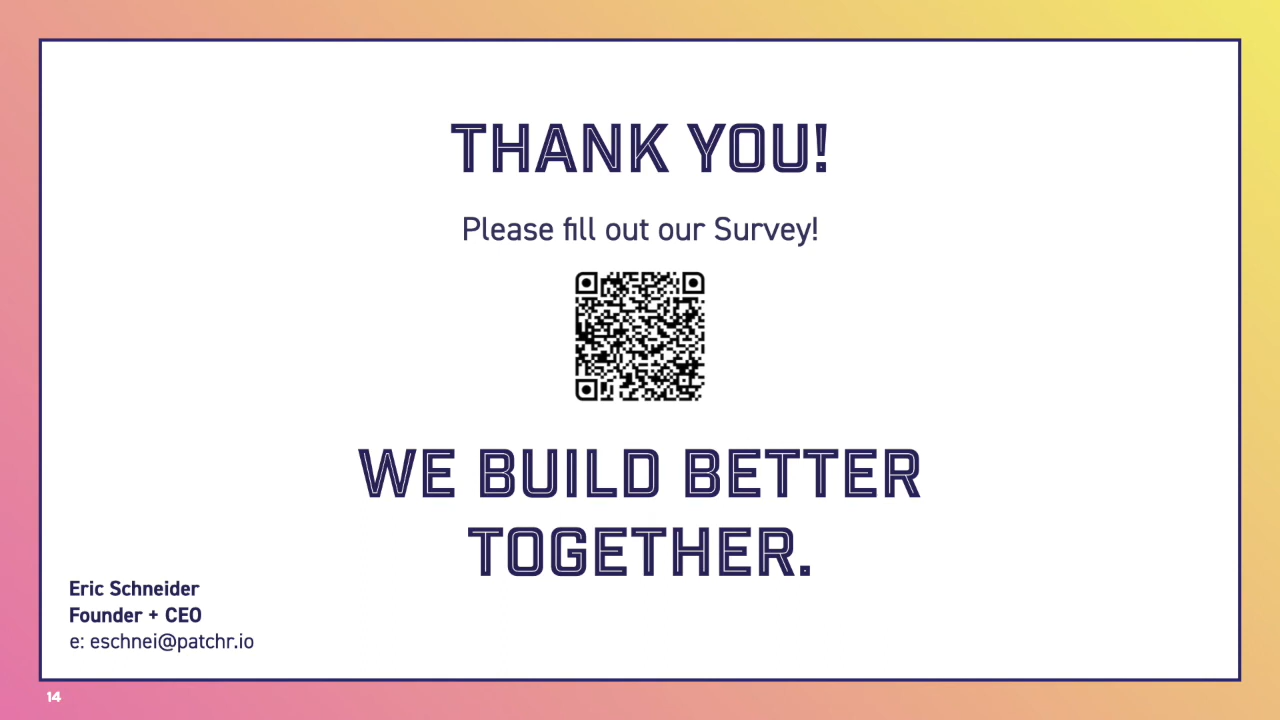 THANK YOU!
Please fill out our Survey!
WE BUILD BETTER
TOGETHER.
Eric Schneider
Founder + CEO
e: eschnei@patchr.io
14